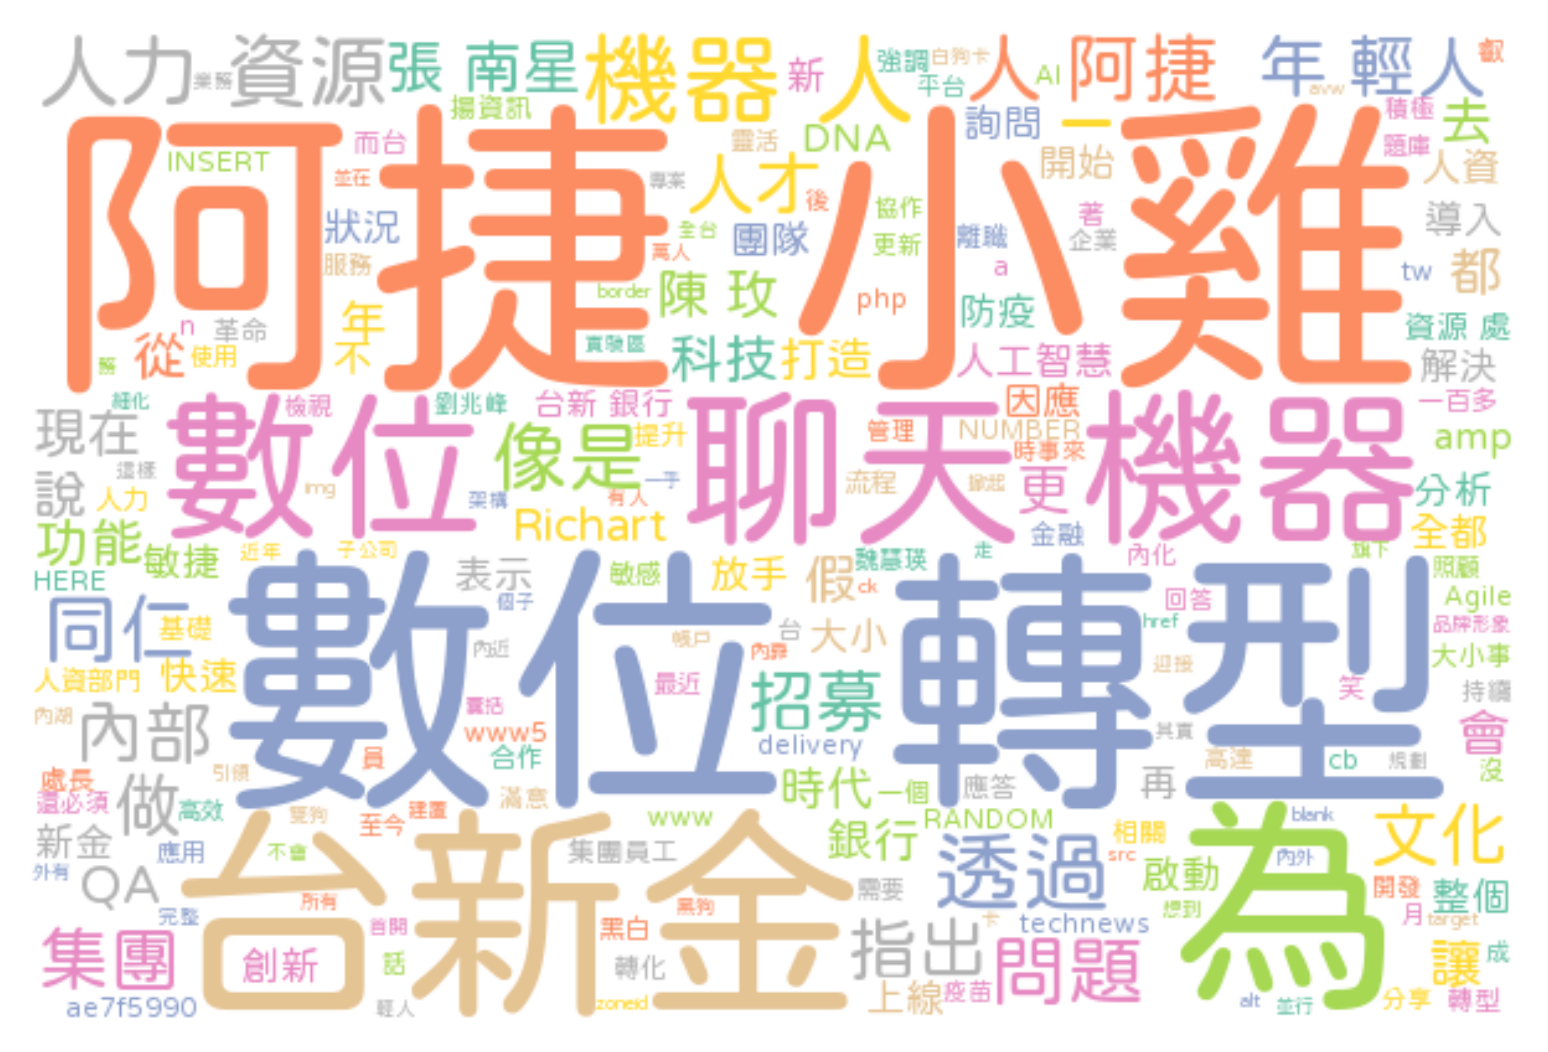 人力 業務 資源 張 南星 機器 人 新 強調 白狗卡 平台 人 AI 阿捷 年 輕人 叡
揚資訊 avw 積極 去
阿捷 小雞
INSERT 而台 並在 專案 人才 靈活 DNA 後 詢問 一 開始 題庫 人資
狀況 服務 全台 萬人 團隊 協作 更新 離職 著 企業 導入
border 陳 玫 php a 防疫 tw 都
n 革命 年 從 使用 不 實驗區 科技 打造 人工智慧 資源 處 解決
務
細化 檢視 劉兆峰 台新 銀行 因應 一百多
現在 數位 像是 提升 聊天機器 管理 NUMBER 時事來 amp
說 這樣 人力 img 架構 一手 有人 流程 掀起 更 分析
功能 敏捷 近年 子公司 Richart 金融 全都
HERE 表示 敏感 放手 假 魏慧瑛 ck 走 內化 旗下 照顧
同仁 基礎 數位 轉型 個子 內近 帳戶 台 大小 回答 href Agile 品牌形象
人資部門 快速 最近 內靠 迎接 大小事
內湖 內部 囊括 www5 招募 delivery 其實 笑 持續 會
處長 引領 員 合作 高達 cb 規劃 沒
還必須 做 高效 雙狗 至今 建置 滿意 www 時代 一個 應答 再 RANDOM blank
新金 應用 不會 台新金 集團員工 銀行 透過 相關 src 為 文化
外有 QA 所有 需要 啟動 內外 開發 整個
完整 首開 黑白 黑狗 卡 technews 想到 月 target
集團 創新 話 轉化 指出 問題 讓 成
ae7f5990 輕人 zoneid 上線 疫苗 alt 並行 分享 轉型